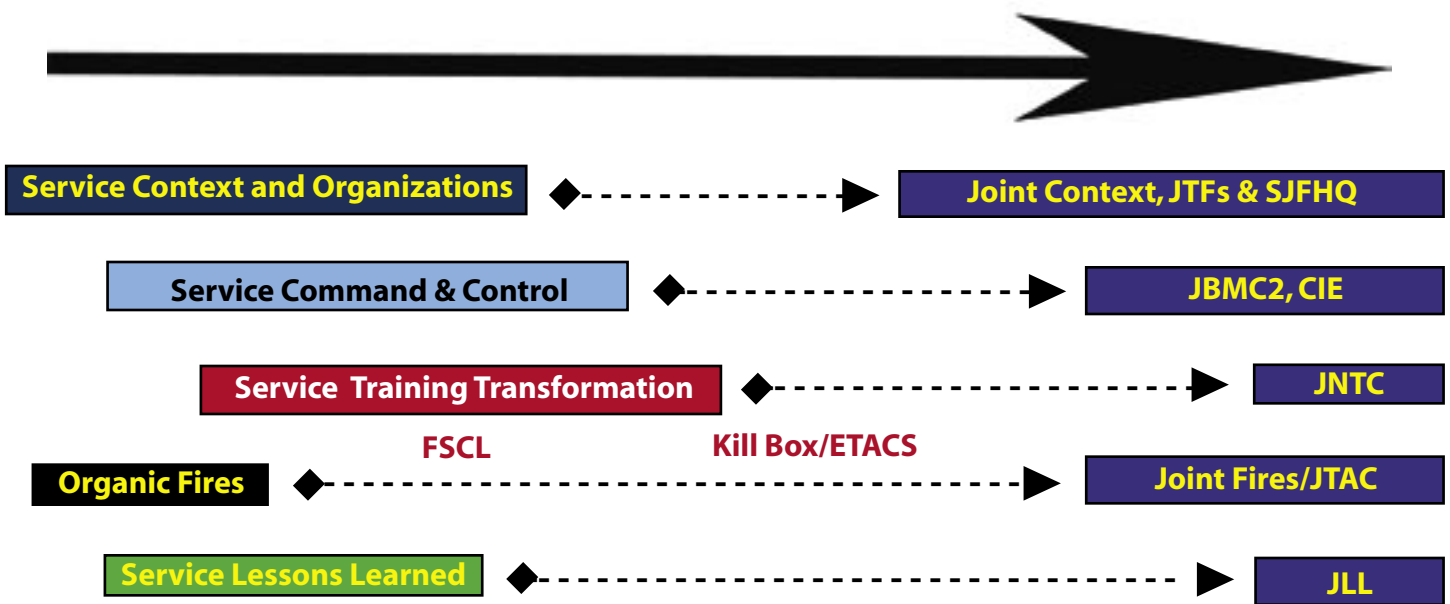 Service Context and Organizations
Joint Context, JTFs & SJFHQ
Service Command & Control
JBMC2, CIE
Service Training Transformation
JNTC
FSCL
Kill Box/ETACS
Organic Fires
Joint Fires/JTAC
Service Lessons Learned
JLL